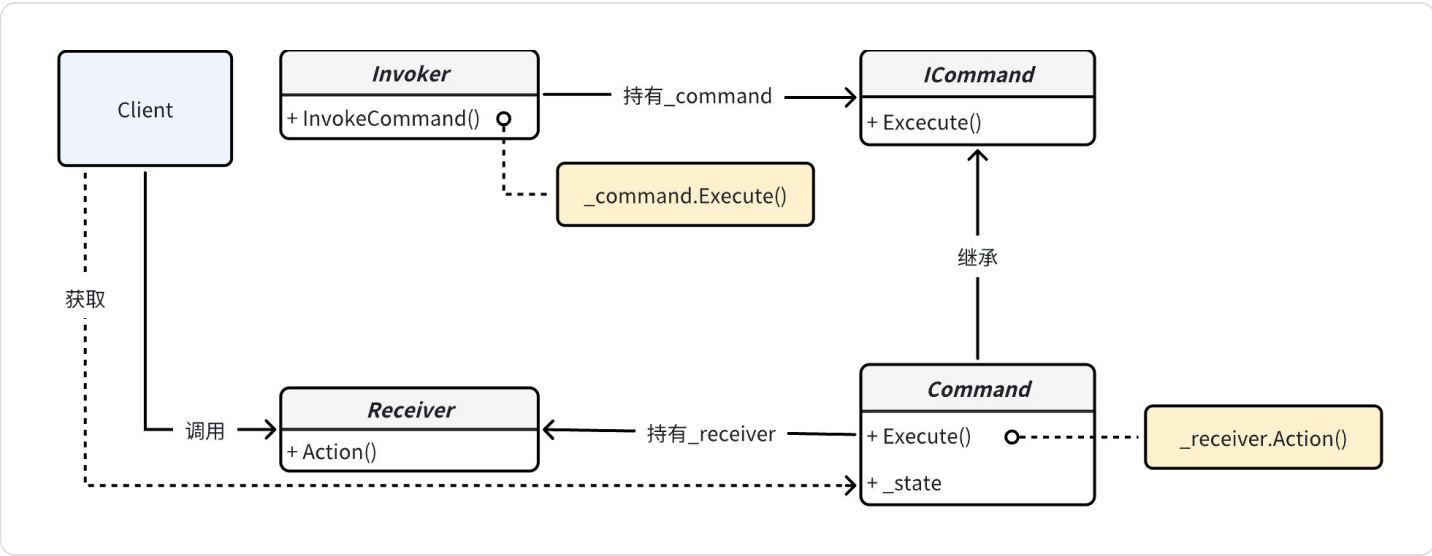 Client
Invoker
+ InvokeCommand()
持有_command
ICommand
+ Excecute()
_command.Execute()
继承
获取
调用
Receiver
+ Action()
持有_receiver
Command
+ Execute()
+ _state
_receiver.Action()